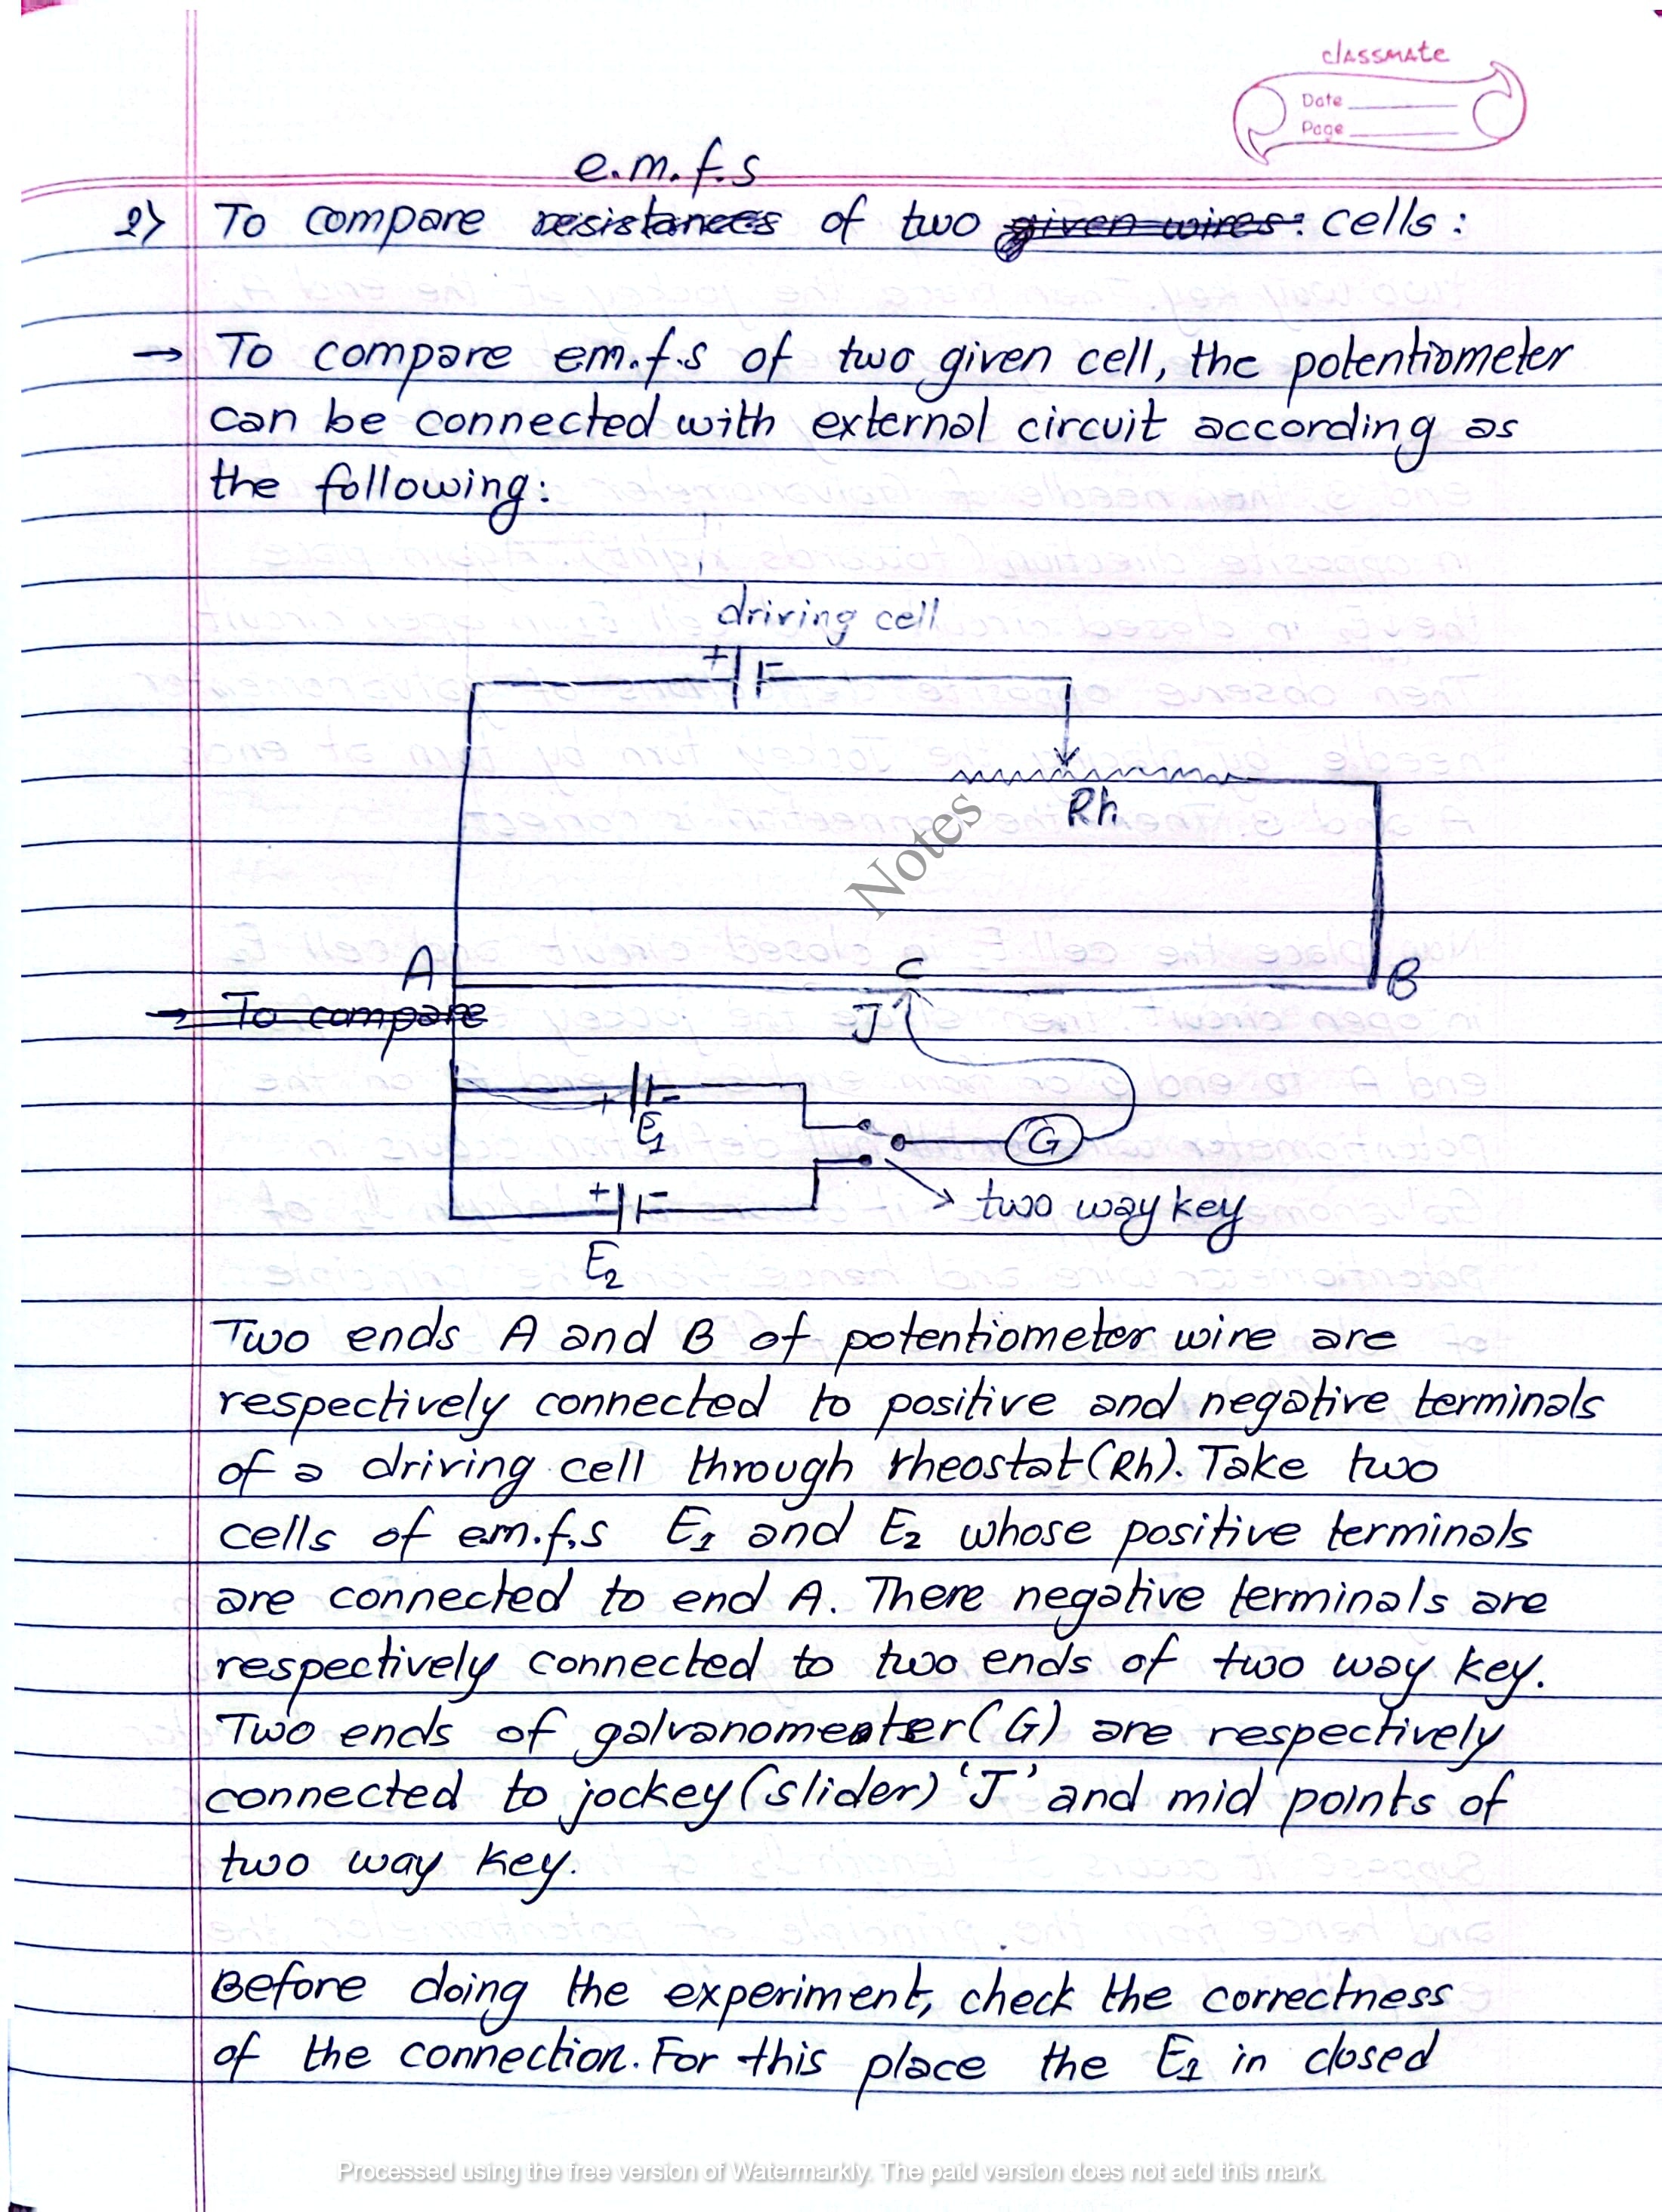 classmate
Date
Page
e.m.f.s
2) To compare resistances of two given wires: cells:
→ To compare em.f.s of two given cell, the potentiometer
can be connected with external circuit according as
the following:
driving cell
+ -
Rh
Notes
A C B
→ To compare
J
+ -
E1
G
+ -
two way key
E2
Two ends A and B of potentiometer wire are
respectively connected to positive and negative terminals
of a driving cell through rheostat (Rh). Take two
cells of em.f.s E1 and E2 whose positive terminals
are connected to end A. There negative terminals are
respectively connected to two ends of two way key.
Two ends of galvanometer (G) are respectively
connected to jockey (slider) 'J' and mid points of
two way key.
Before doing the experiment, check the correctness
of the connection. For this place the E1 in closed
Processed using the free version of Watermarkly. The paid version does not add this mark.